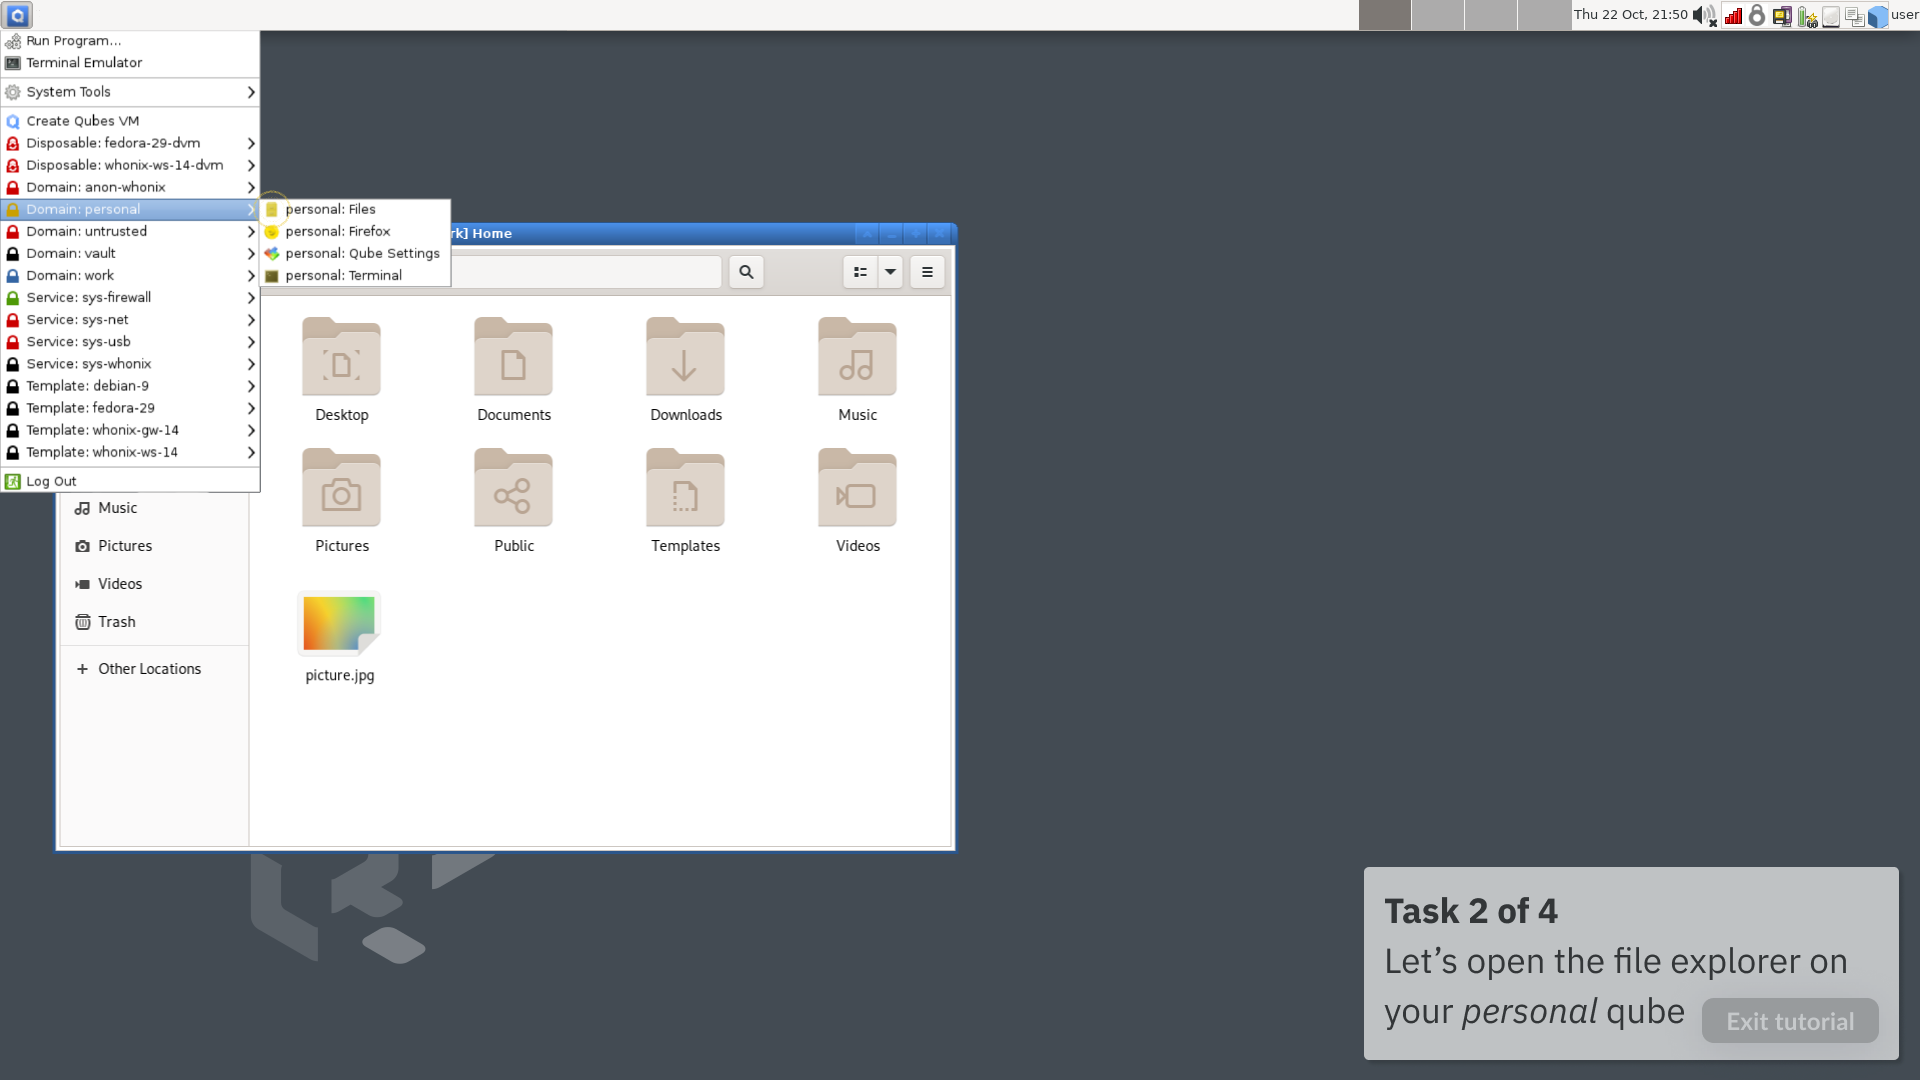 Thu 22 Oct, 21:50
user
Run Program...
Terminal Emulator
System Tools
Create Qubes VM
Disposable: fedora-29-dvm
Disposable: whonix-ws-14-dvm
Domain: anon-whonix
Domain: personal
Domain: untrusted
Domain: vault
Domain: work
Service: sys-firewall
Service: sys-net
Service: sys-usb
Service: sys-whonix
Template: debian-9
Template: fedora-29
Template: whonix-gw-14
Template: whonix-ws-14
Log Out
personal: Files
personal: Firefox
personal: Qube Settings
personal: Terminal
rk] Home
Desktop
Documents
Downloads
Music
Pictures
Public
Templates
Videos
picture.jpg
Music
Pictures
Videos
Trash
Other Locations
Task 2 of 4
Let’s open the file explorer on
your personal qube
Exit tutorial